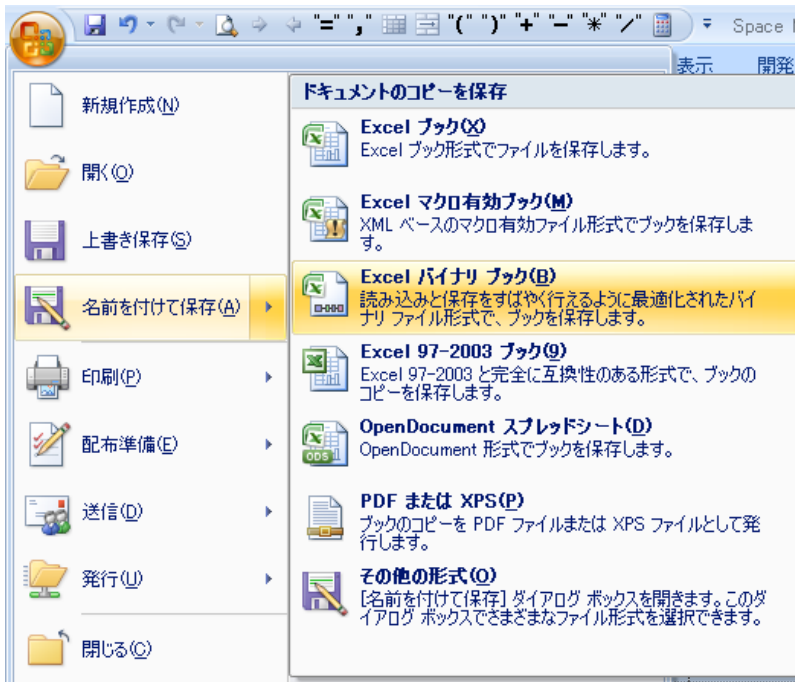 "=" "," "(" ")" "+" "−" "*" "/" Space
表示 開発
新規作成(N)
開く(O)
上書き保存(S)
名前を付けて保存(A)
印刷(P)
配布準備(E)
送信(D)
発行(U)
閉じる(C)
ドキュメントのコピーを保存
Excel ブック(X)
Excel ブック形式でファイルを保存します。
Excel マクロ有効ブック(M)
XML ベースのマクロ有効ファイル形式でブックを保存しま
す。
Excel バイナリ ブック(B)
読み込みと保存をすばやく行えるように最適化されたバイ
ナリ ファイル形式で、ブックを保存します。
Excel 97-2003 ブック(9)
Excel 97-2003 と完全に互換性のある形式で、ブックの
コピーを保存します。
OpenDocument スプレッドシート(D)
ODS
OpenDocument 形式でブックを保存します。
PDF または XPS(P)
ブックのコピーを PDF ファイルまたは XPS ファイルとして発
行します。
その他の形式(O)
[名前を付けて保存] ダイアログ ボックスを開きます。このダ
イアログ ボックスでさまざまなファイル形式を選択できます。